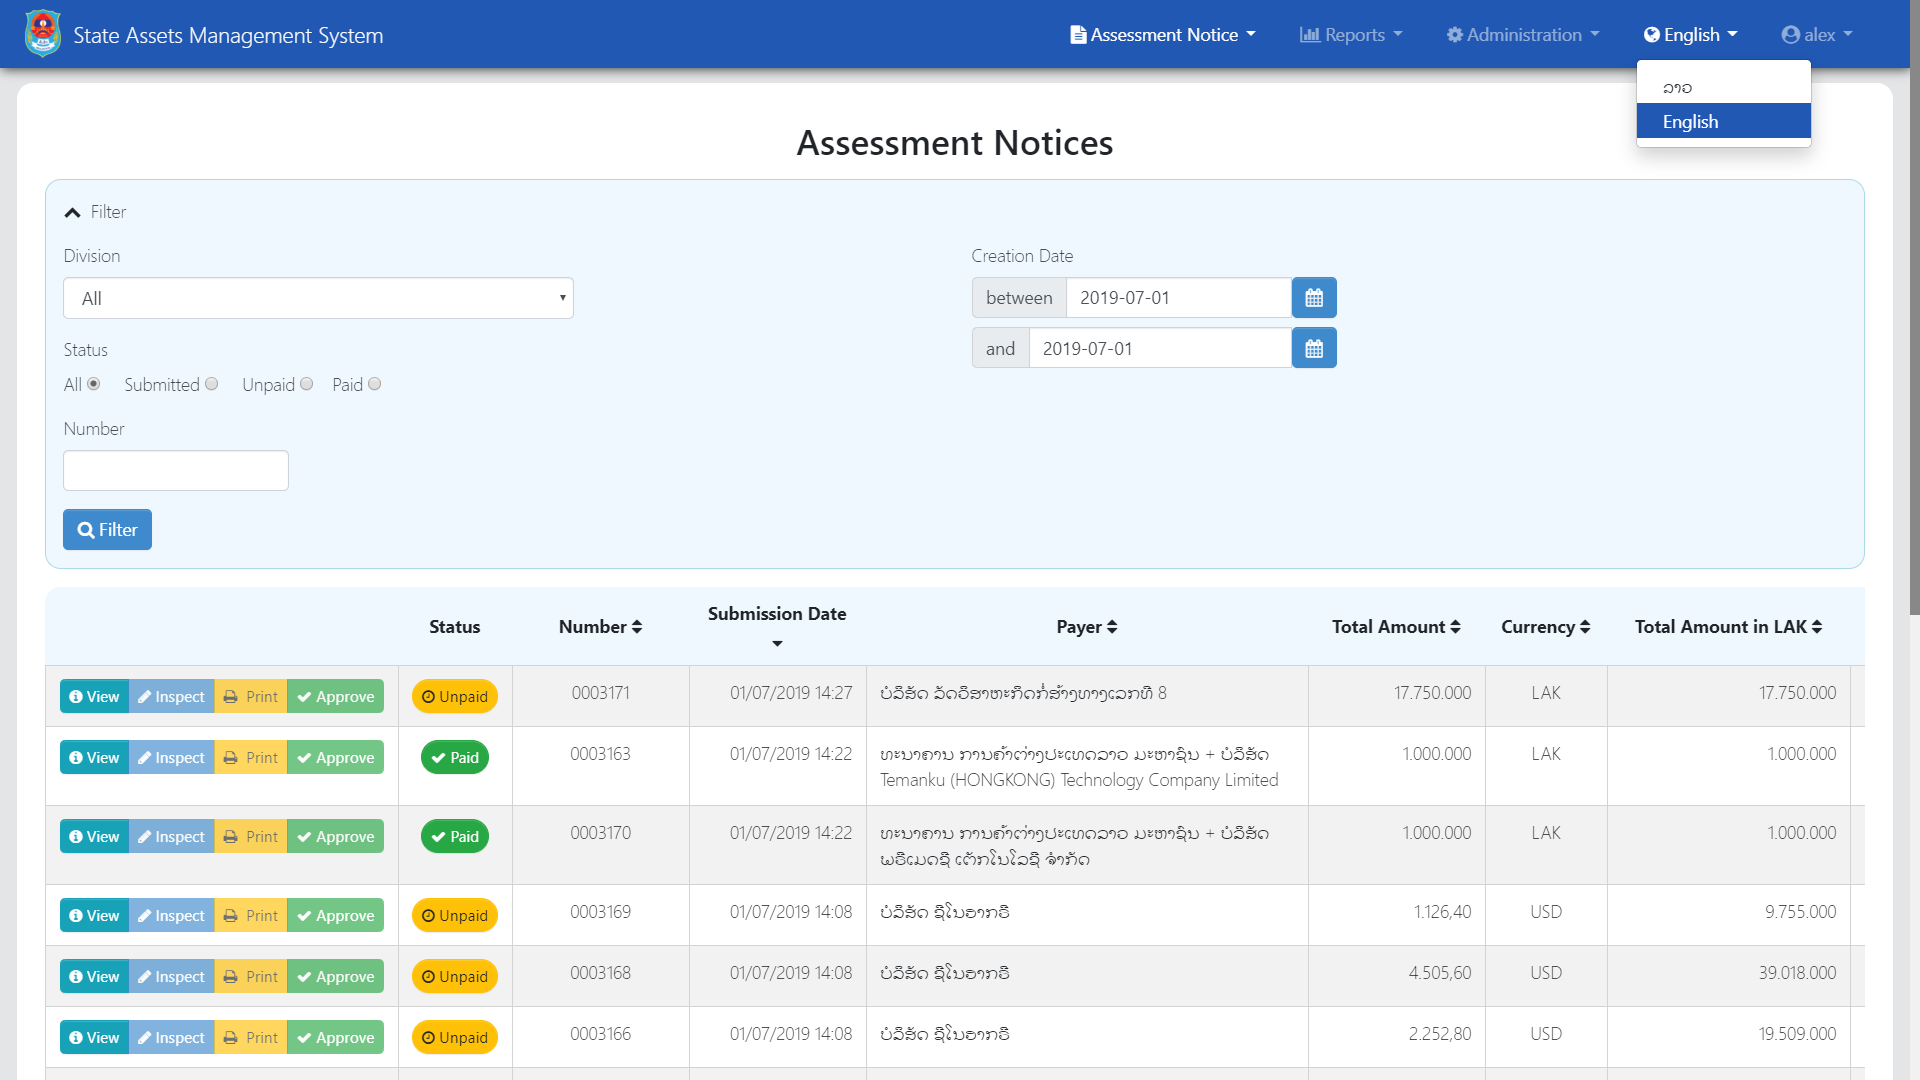 State Assets Management System
Assessment Notice
Reports
Administration
English
alex
ລາວ
English
Assessment Notices
Filter
Division
Creation Date
All
between 2019-07-01
and 2019-07-01
Status
All Submitted Unpaid Paid
Number
Filter
Status Number Submission Date Payer Total Amount Currency Total Amount in LAK
View Inspect Print Approve Unpaid 0003171 01/07/2019 14:27 ບໍລິສັດ ລັດວິສາຫະກິດກໍ່ສ້າງທາງເລກທີ 8 17.750.000 LAK 17.750.000
View Inspect Print Approve Paid 0003163 01/07/2019 14:22 ທະນາຄານ ການຄ້າຕ່າງປະເທດລາວ ມະຫາຊົນ + ບໍລິສັດ 1.000.000 LAK 1.000.000
Temanku (HONGKONG) Technology Company Limited
View Inspect Print Approve Paid 0003170 01/07/2019 14:22 ທະນາຄານ ການຄ້າຕ່າງປະເທດລາວ ມະຫາຊົນ + ບໍລິສັດ 1.000.000 LAK 1.000.000
ພຣີເມດຊີ ເຕັກໂນໂລຊີ ຈຳກັດ
View Inspect Print Approve Unpaid 0003169 01/07/2019 14:08 ບໍລິສັດ ຊີໂນອາກຣີ 1.126,40 USD 9.755.000
View Inspect Print Approve Unpaid 0003168 01/07/2019 14:08 ບໍລິສັດ ຊີໂນອາກຣີ 4.505,60 USD 39.018.000
View Inspect Print Approve Unpaid 0003166 01/07/2019 14:08 ບໍລິສັດ ຊີໂນອາກຣີ 2.252,80 USD 19.509.000